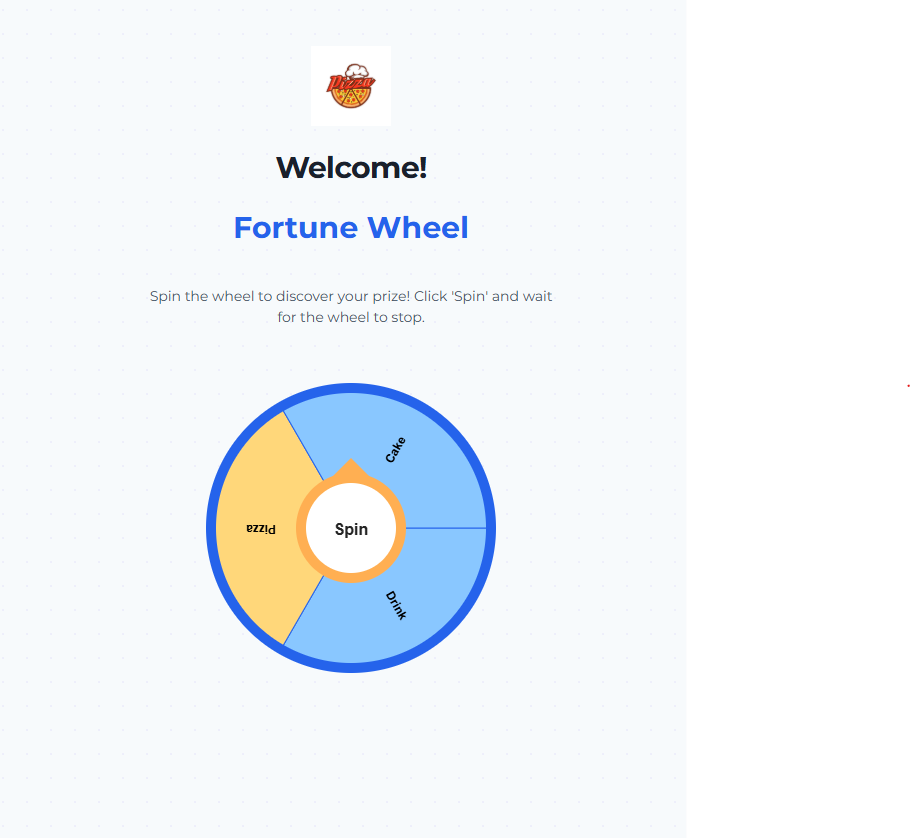 Pizza
Welcome!
Fortune Wheel
Spin the wheel to discover your prize! Click 'Spin' and wait
for the wheel to stop.
Cake
Pizza
Spin
Drink